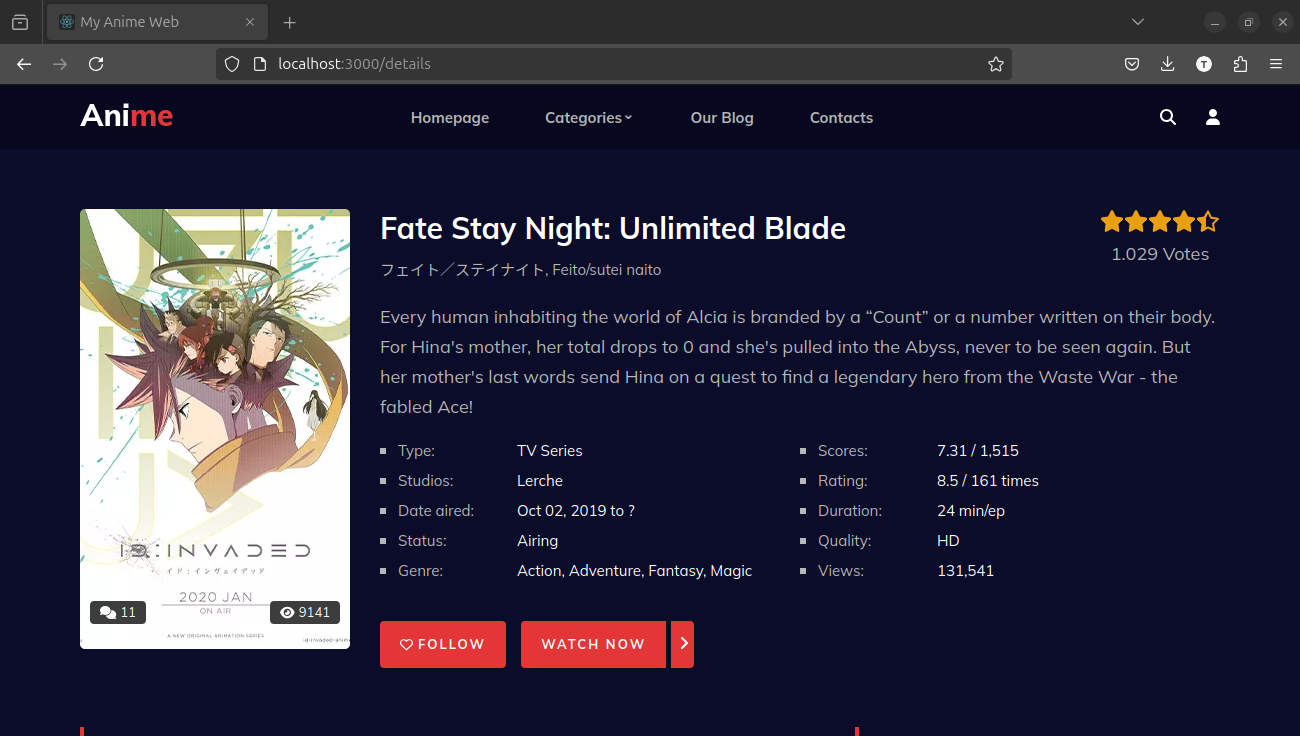 My Anime Web
localhost:3000/details
T
Anime
Homepage
Categories
Our Blog
Contacts
Fate Stay Night: Unlimited Blade
フェイト／ステイナイト, Feito/sutei naito
1.029 Votes
Every human inhabiting the world of Alcia is branded by a “Count” or a number written on their body.
For Hina's mother, her total drops to 0 and she's pulled into the Abyss, never to be seen again. But
her mother's last words send Hina on a quest to find a legendary hero from the Waste War - the
fabled Ace!
Type: TV Series
Scores: 7.31 / 1,515
Studios: Lerche
Rating: 8.5 / 161 times
Date aired: Oct 02, 2019 to ?
Duration: 24 min/ep
Status: Airing
Quality: HD
Genre: Action, Adventure, Fantasy, Magic
Views: 131,541
ID:INVADED
イド：インヴェイデッド
2020 JAN
ON AIR
11
9141
A NEW ORIGINAL ANIMATION SERIES
FOLLOW
WATCH NOW